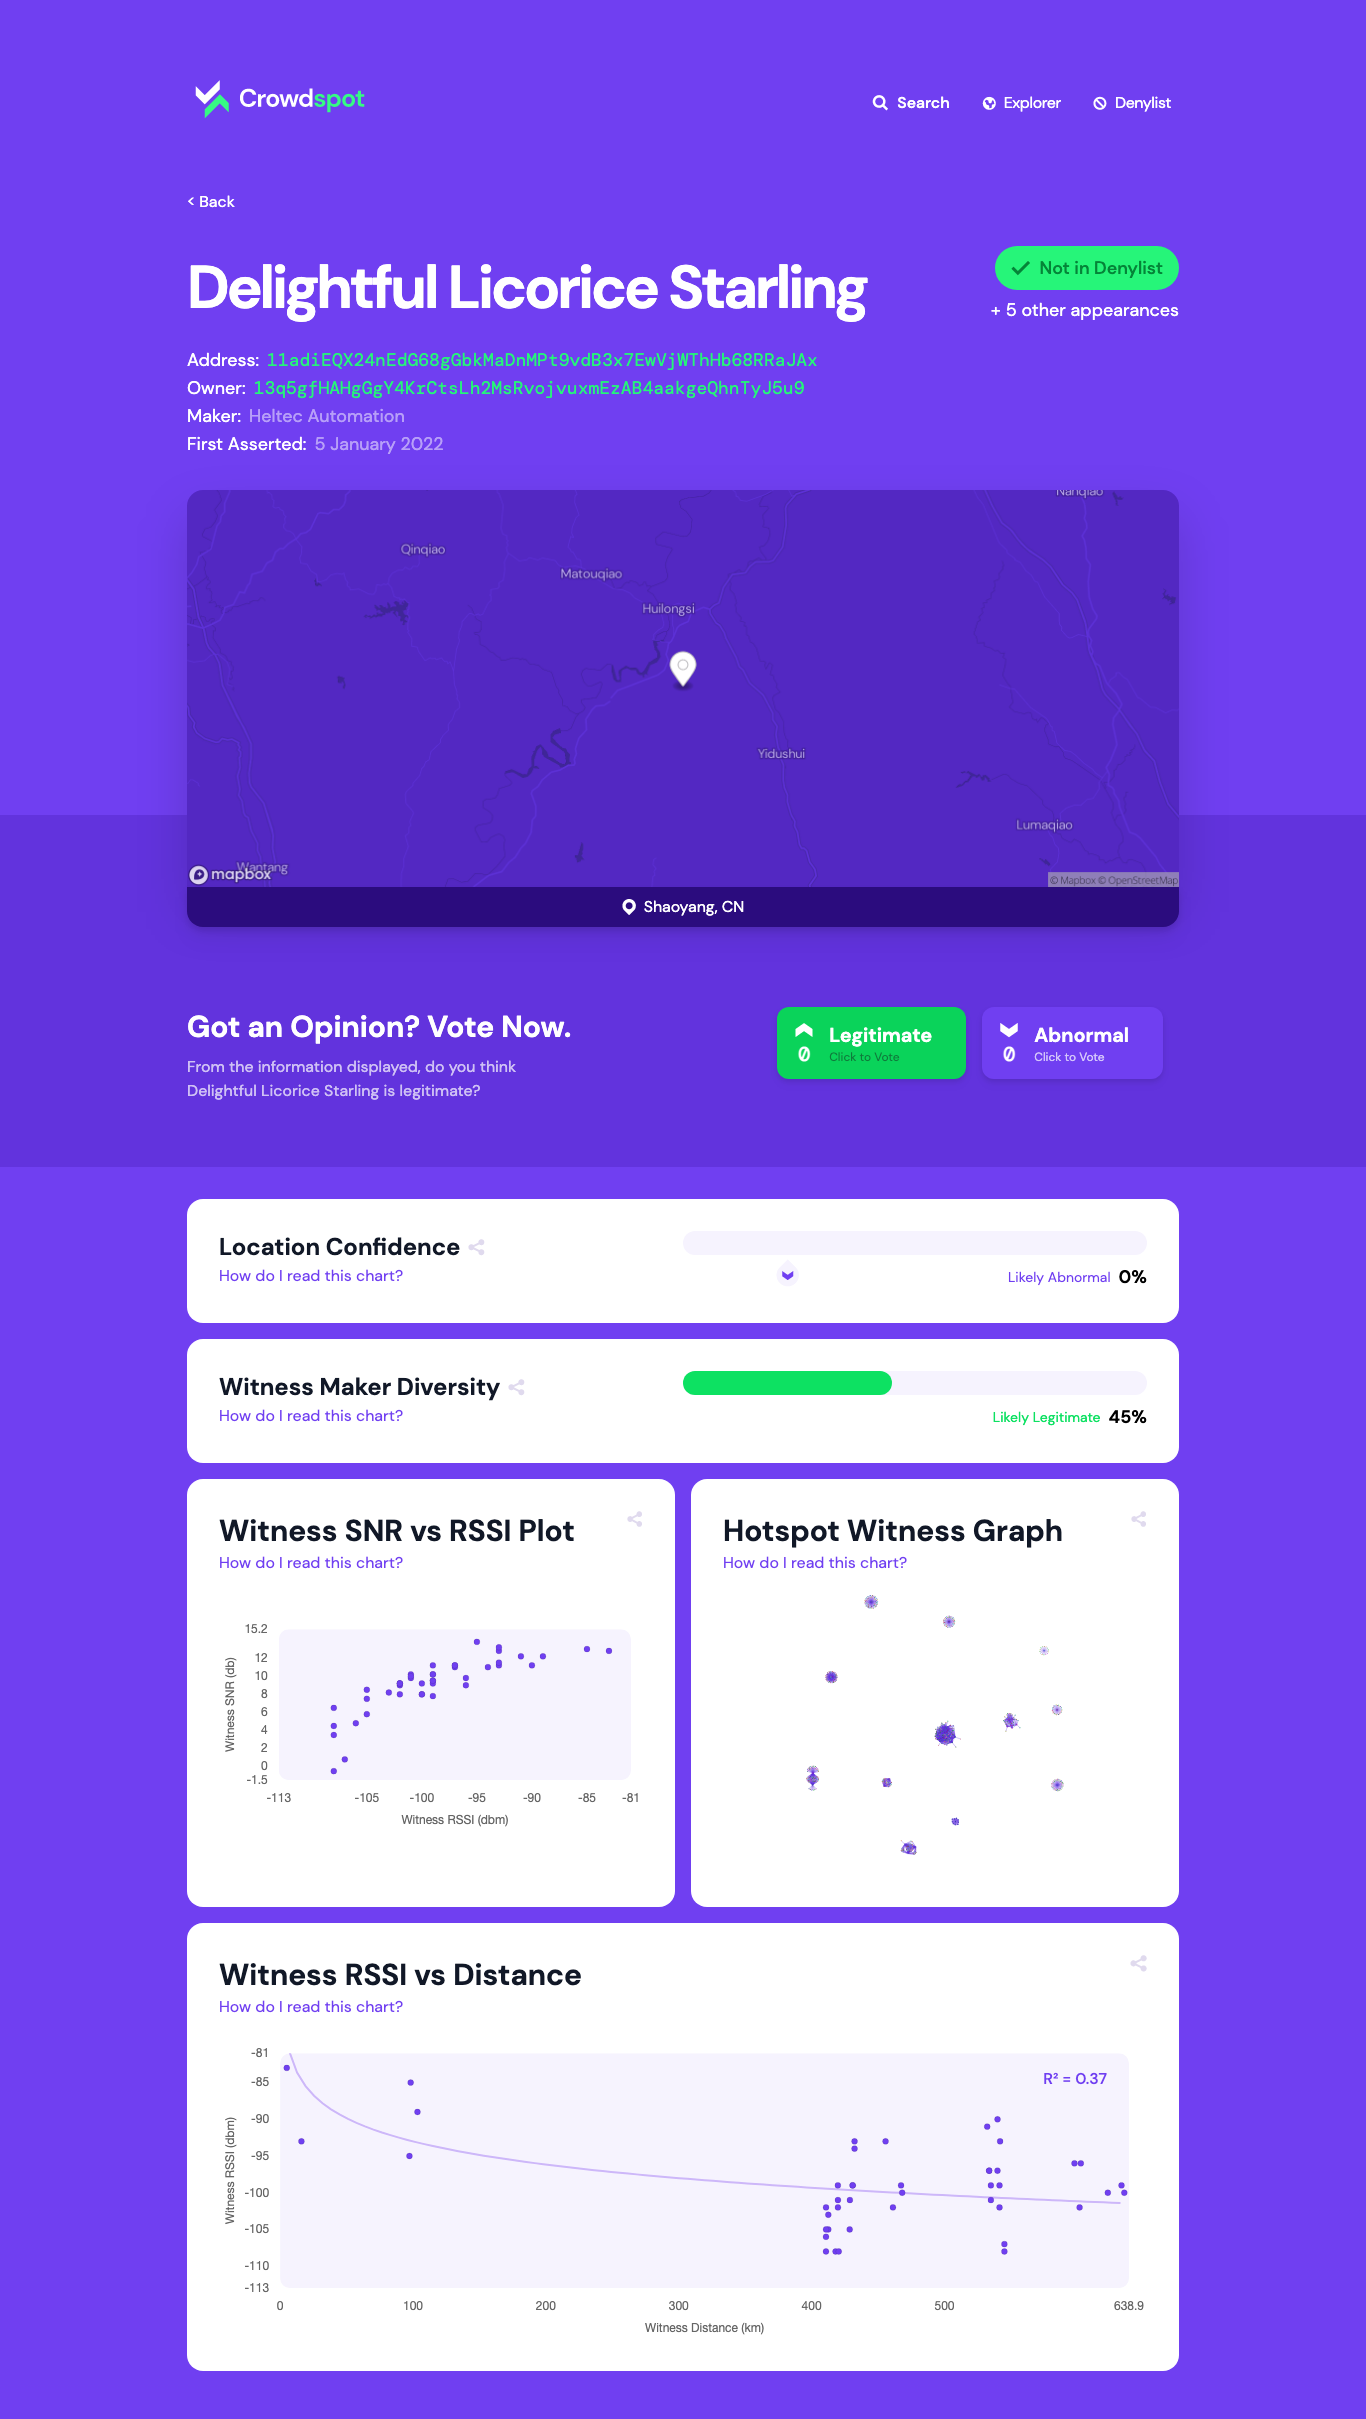 Crowdspot
Search
Explorer
Denylist
< Back
Delightful Licorice Starling
Not in Denylist
+ 5 other appearances
Address: 11adiEQX24nEdG68gGbkMaDnMPt9vdB3x7EwVjWThHb68RRaJAx
Owner: 13q5gfHAHgGgY4KrCtsLh2MsRvojvuxmEzAB4aakgeQhnTyJ5u9
Maker: Heltec Automation
First Asserted: 5 January 2022
Nanqiao
Qinqiao
Matouqiao
Huilongsi
Yidushui
Lumaqiao
Wantang
mapbox
© Mapbox © OpenStreetMap
Shaoyang, CN
Got an Opinion? Vote Now.
From the information displayed, do you think
Delightful Licorice Starling is legitimate?
Legitimate
0 Click to Vote
Abnormal
0 Click to Vote
Location Confidence
How do I read this chart?
Likely Abnormal 0%
Witness Maker Diversity
How do I read this chart?
Likely Legitimate 45%
Witness SNR vs RSSI Plot
How do I read this chart?
Witness SNR (db)
15.2
12
10
8
6
4
2
0
-1.5
-113 -105 -100 -95 -90 -85 -81
Witness RSSI (dbm)
Hotspot Witness Graph
How do I read this chart?
Witness RSSI vs Distance
How do I read this chart?
R² = 0.37
Witness RSSI (dbm)
-81
-85
-90
-95
-100
-105
-110
-113
0 100 200 300 400 500 638.9
Witness Distance (km)